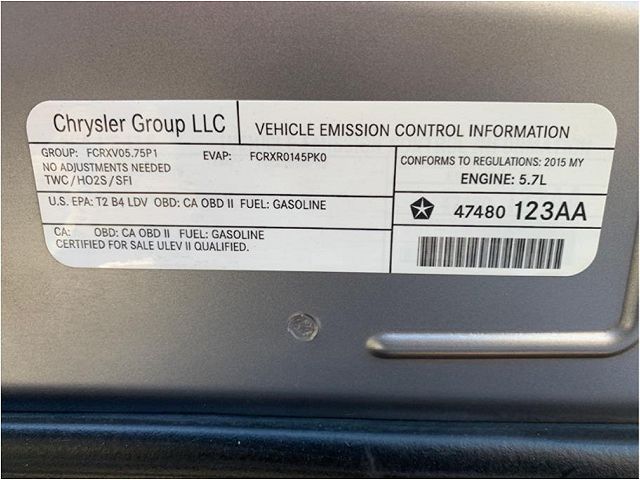 Chrysler Group LLC
VEHICLE EMISSION CONTROL INFORMATION
GROUP: FCRXV05.75P1 EVAP: FCRXR0145PK0
NO ADJUSTMENTS NEEDED
TWC/HO2S/SFI
CONFORMS TO REGULATIONS: 2015 MY
ENGINE: 5.7L
U.S. EPA: T2 B4 LDV OBD: CA OBD II FUEL: GASOLINE
47480 123AA
CA: OBD: CA OBD II FUEL: GASOLINE
CERTIFIED FOR SALE ULEV II QUALIFIED.